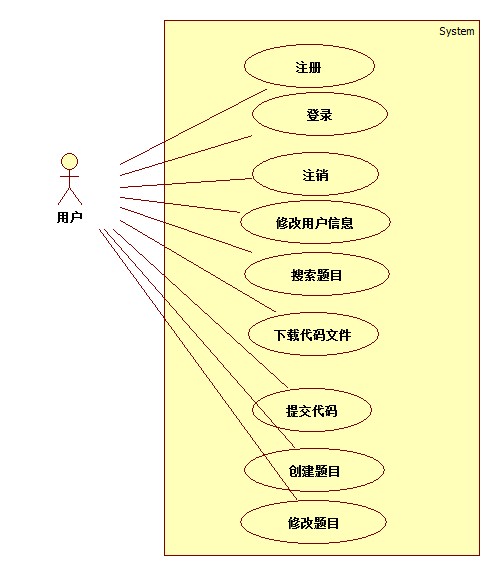 System
注册
登录
注销
用户
修改用户信息
搜索题目
下载代码文件
提交代码
创建题目
修改题目